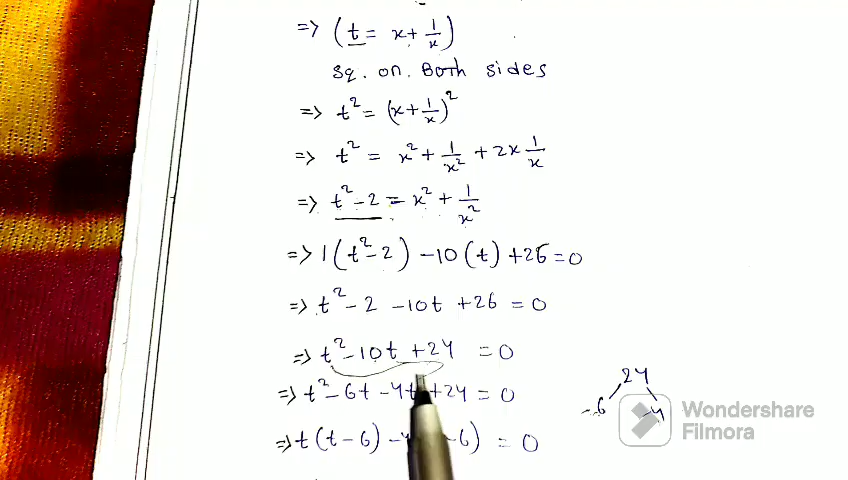 => (t = x + 1/x)
Sq. on. Both sides
=> t² = (x + 1/x)²
=> t² = x² + 1/x² + 2x 1/x
=> t² - 2 = x² + 1/x²
=> 1(t² - 2) - 10(t) + 26 = 0
=> t² - 2 - 10t + 26 = 0
=> t² - 10t + 24 = 0
=> t² - 6t - 4t + 24 = 0
=> t(t - 6) - 6) = 0
24
-6 -4
Wondershare
Filmora